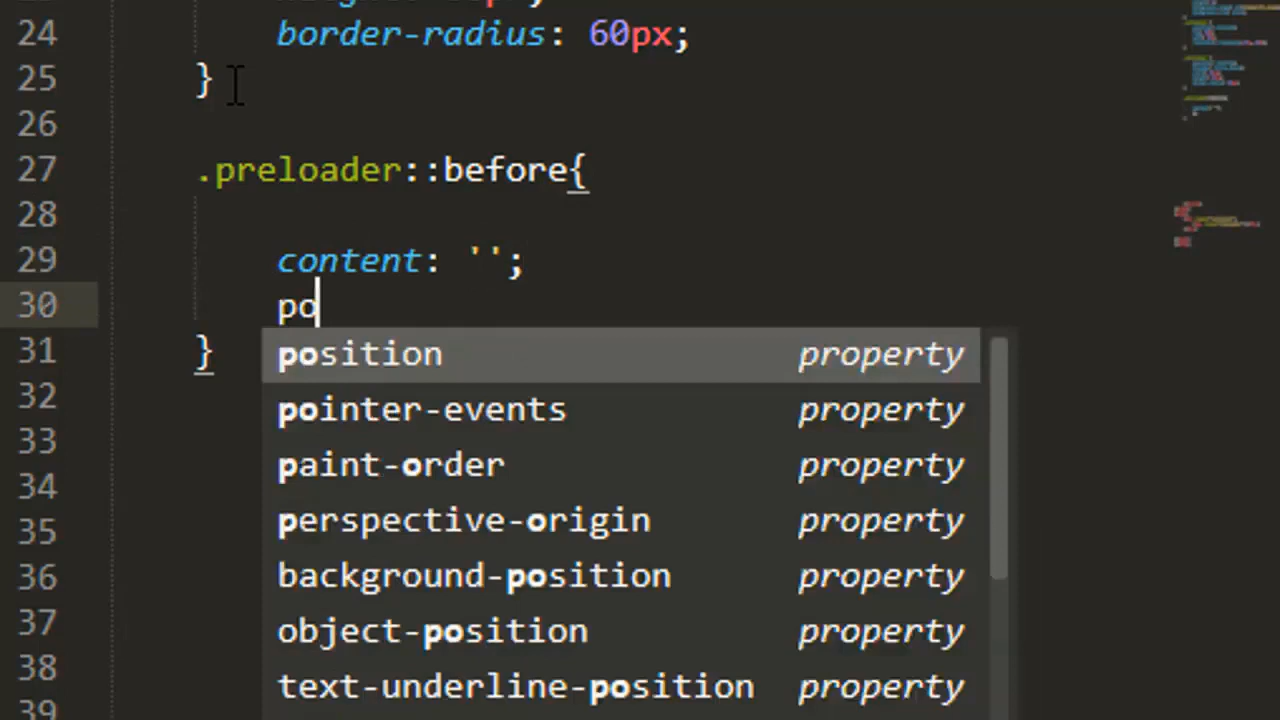 24 border-radius: 60px;
25 }
26
27 .preloader::before{
28
29 content: '';
30 po
31 }
position property
32
pointer-events property
33
paint-order property
34
perspective-origin property
35
36 background-position property
37 object-position property
38 text-underline-position property
39